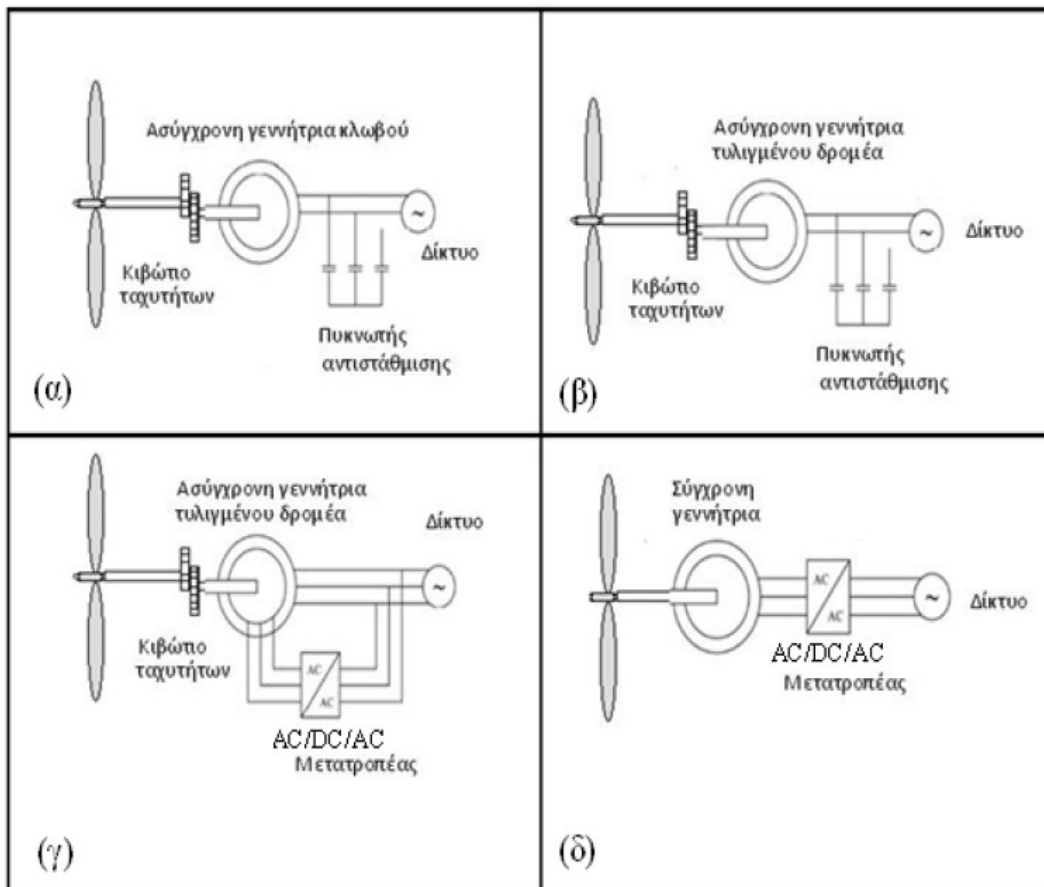 Ασύγχρονη γεννήτρια κλωβού
~
Δίκτυο
Κιβώτιο
ταχυτήτων
Πυκνωτής
αντιστάθμισης
(α)
Ασύγχρονη γεννήτρια
τυλιγμένου δρομέα
~
Δίκτυο
Κιβώτιο
ταχυτήτων
Πυκνωτής
αντιστάθμισης
(β)
Ασύγχρονη γεννήτρια
τυλιγμένου δρομέα
Δίκτυο
~
Κιβώτιο
ταχυτήτων
AC
AC
AC/DC/AC
Μετατροπέας
(γ)
Σύγχρονη
γεννήτρια
AC
AC
~
Δίκτυο
AC/DC/AC
Μετατροπέας
(δ)